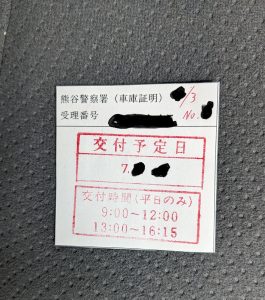 熊谷警察署(車庫証明) /3
受理番号 No.
交付予定日
7.
交付時間(平日のみ)
9:00~12:00
13:00~16:15